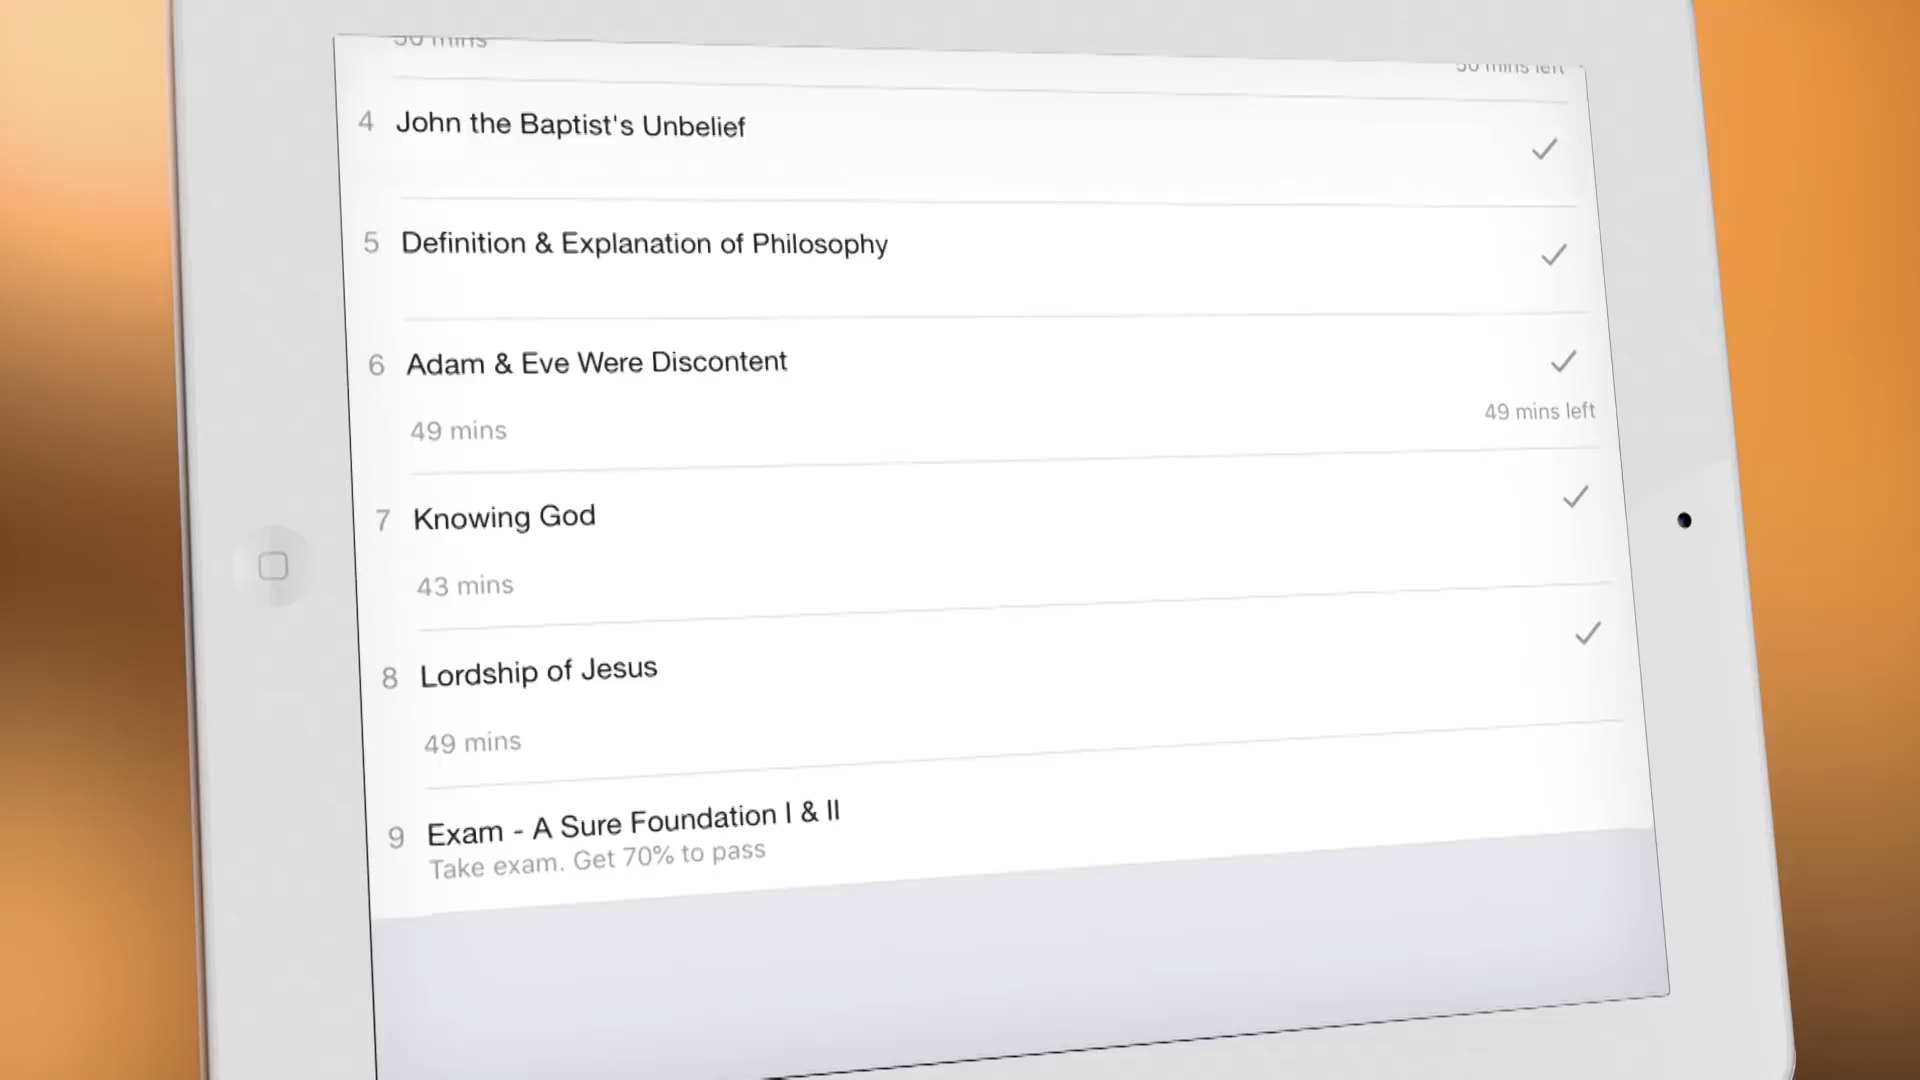 4 John the Baptist's Unbelief
5 Definition & Explanation of Philosophy
6 Adam & Eve Were Discontent
49 mins
49 mins left
7 Knowing God
43 mins
8 Lordship of Jesus
49 mins
9 Exam - A Sure Foundation I & II
Take exam. Get 70% to pass